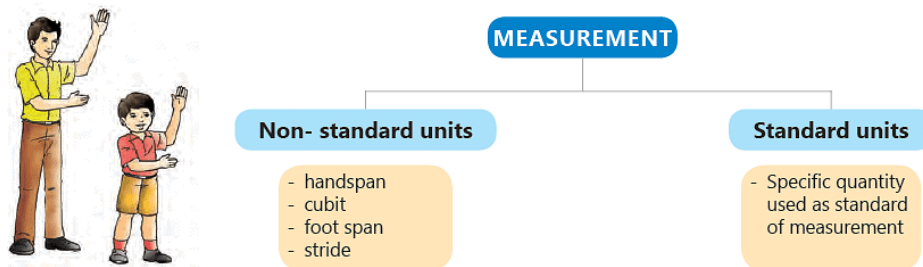 MEASUREMENT
Non- standard units
- handspan
- cubit
- foot span
- stride
Standard units
- Specific quantity
used as standard
of measurement